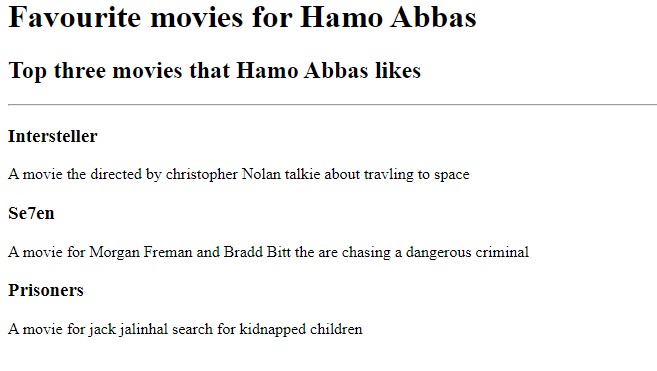 Favourite movies for Hamo Abbas
Top three movies that Hamo Abbas likes
Intersteller
A movie the directed by christopher Nolan talkie about travling to space
Se7en
A movie for Morgan Freman and Bradd Bitt the are chasing a dangerous criminal
Prisoners
A movie for jack jalinhal search for kidnapped children